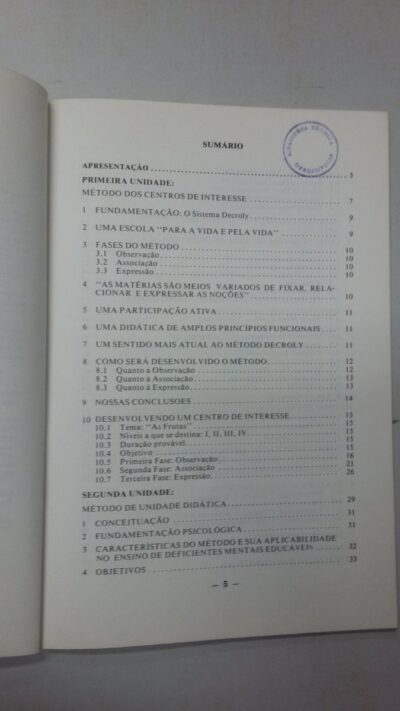 SUMÁRIO
APRESENTAÇÃO ........ 5
PRIMEIRA UNIDADE:
MÉTODO DOS CENTROS DE INTERESSE ........ 7
1 FUNDAMENTAÇÃO: O Sistema Decroly ........ 9
2 UMA ESCOLA "PARA A VIDA E PELA VIDA" ........ 9
3 FASES DO MÉTODO ........ 10
3.1 Observação ........ 10
3.2 Associação ........ 10
3.3 Expressão ........ 10
4 "AS MATÉRIAS SÃO MEIOS VARIADOS DE FIXAR, RELA-
CIONAR E EXPRESSAR AS NOÇÕES" ........ 10
5 UMA PARTICIPAÇÃO ATIVA ........ 11
6 UMA DIDÁTICA DE AMPLOS PRINCÍPIOS FUNCIONAIS ........ 11
7 UM SENTIDO MAIS ATUAL AO MÉTODO DECROLY ........ 11
8 COMO SERÁ DESENVOLVIDO O MÉTODO ........ 12
8.1 Quanto à Observação ........ 12
8.2 Quanto à Associação ........ 13
8.3 Quanto à Expressão ........ 13
9 NOSSAS CONCLUSÕES ........ 14
10 DESENVOLVENDO UM CENTRO DE INTERESSE ........ 15
10.1 Tema: "As Frutas" ........ 15
10.2 Níveis a que se destina: I, II, III, IV ........ 15
10.3 Duração provável ........ 15
10.4 Objetivo ........ 15
10.5 Primeira Fase: Observação ........ 16
10.6 Segunda Fase: Associação ........ 21
10.7 Terceira Fase: Expressão ........ 26
SEGUNDA UNIDADE:
MÉTODO DE UNIDADE DIDÁTICA ........ 29
1 CONCEITUAÇÃO ........ 31
2 FUNDAMENTAÇÃO PSICOLÓGICA ........ 31
3 CARACTERÍSTICAS DO MÉTODO E SUA APLICABILIDADE
NO ENSINO DE DEFICIENTES MENTAIS EDUCÁVEIS ........ 32
4 OBJETIVOS ........ 33
— 5 —